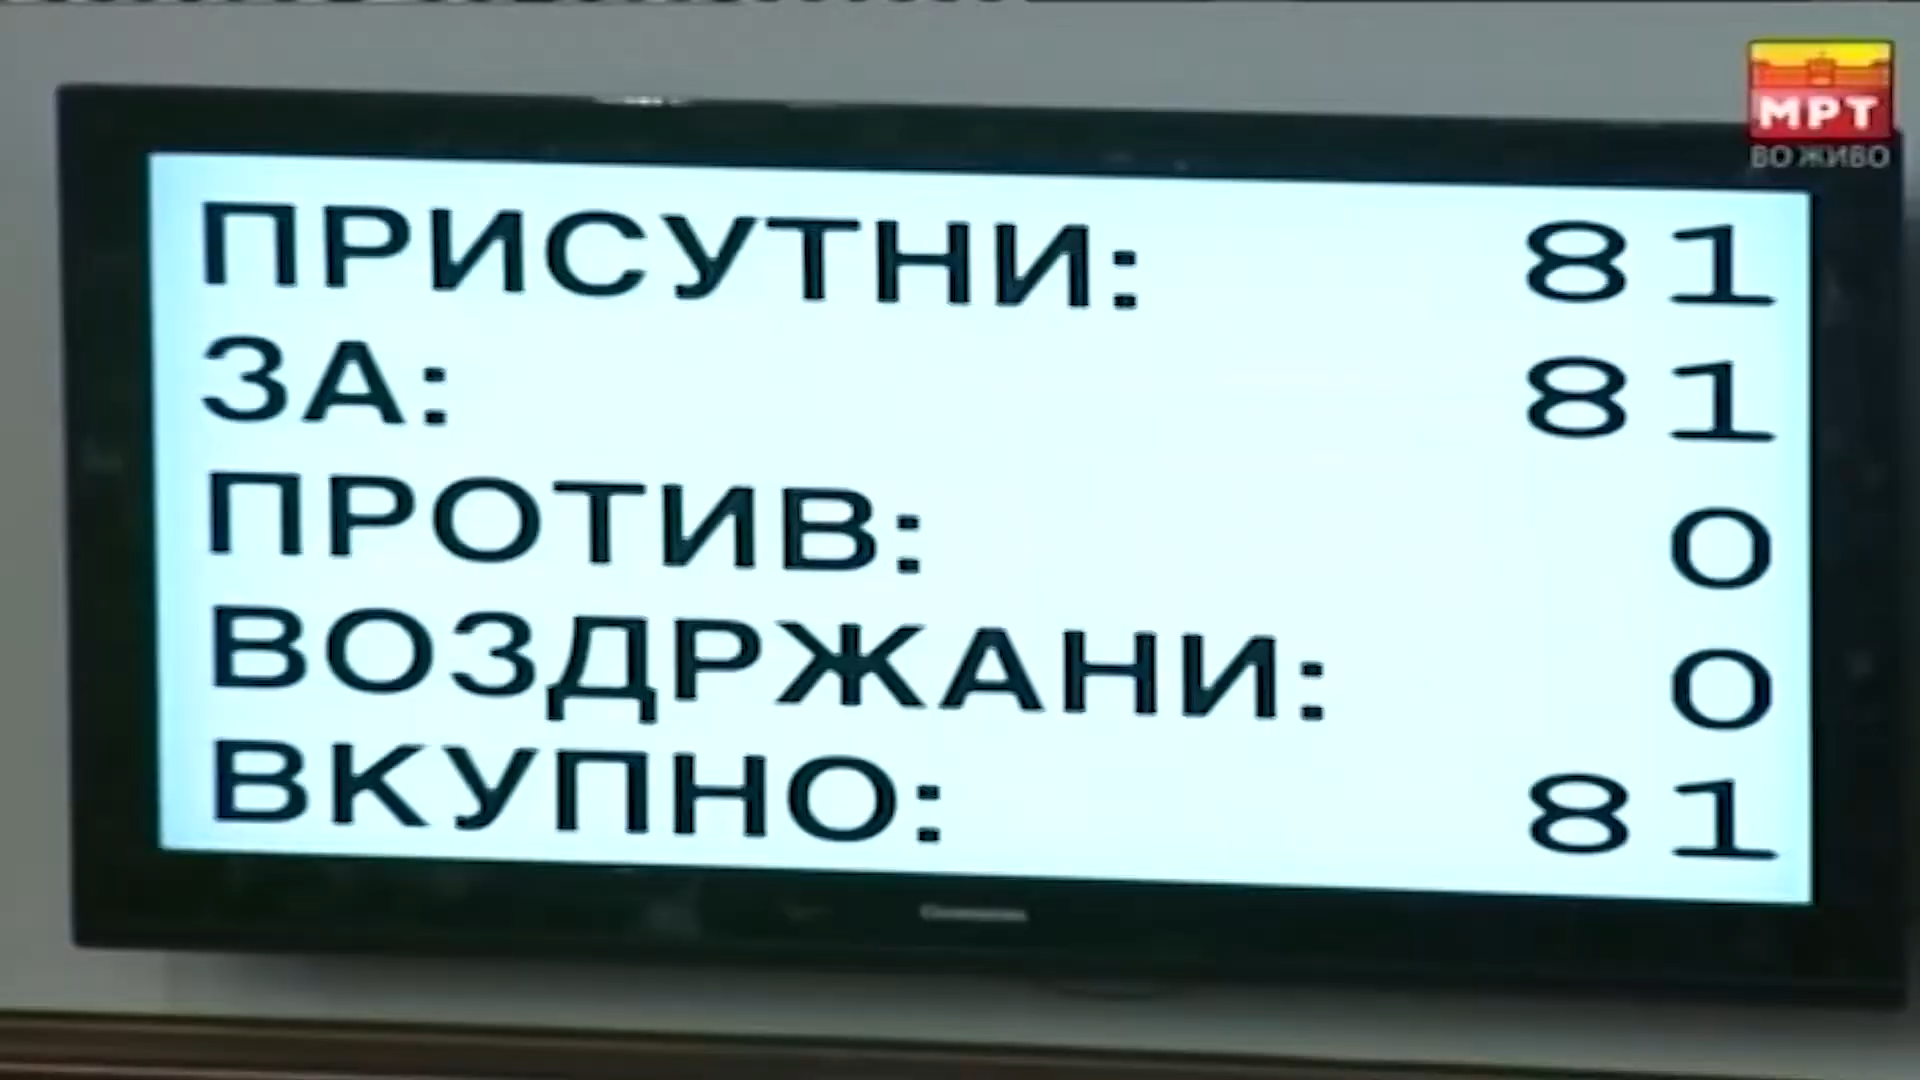 МРТ
ВО ЖИВО
ПРИСУТНИ: 81
ЗА: 81
ПРОТИВ: 0
ВОЗДРЖАНИ: 0
ВКУПНО: 81